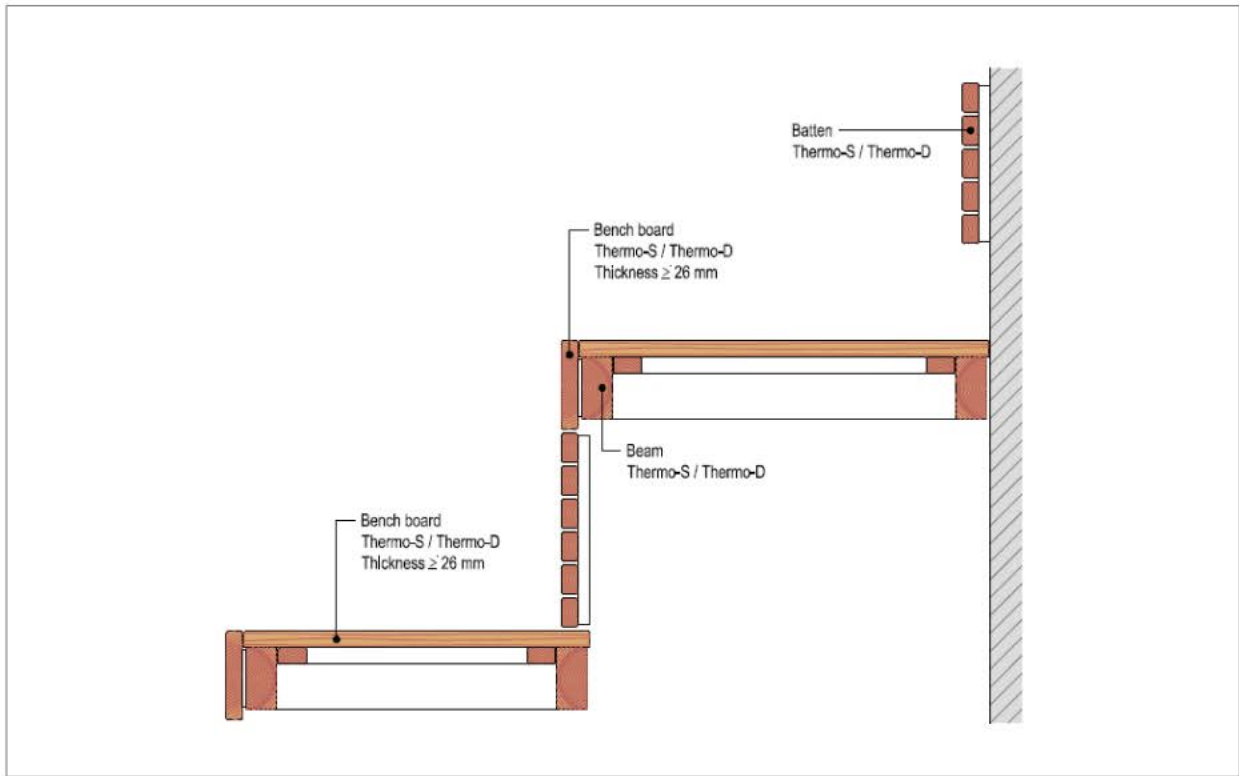 Batten
Thermo-S / Thermo-D
Bench board
Thermo-S / Thermo-D
Thickness ≥ 26 mm
Beam
Thermo-S / Thermo-D
Bench board
Thermo-S / Thermo-D
Thickness ≥ 26 mm